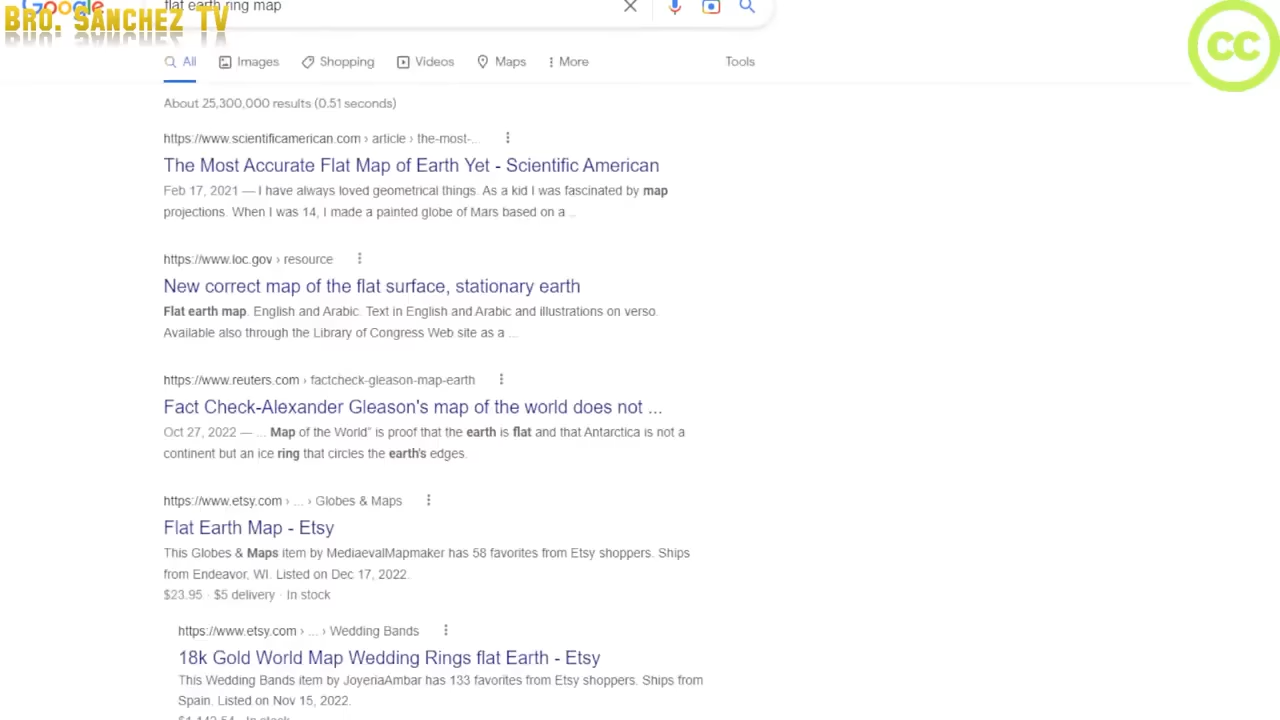 BRO. SANCHEZ TV
Google
flat earth ring map
CC
All Images Shopping Videos Maps More Tools
About 25,300,000 results (0.51 seconds)
https://www.scientificamerican.com › article › the-most-...
The Most Accurate Flat Map of Earth Yet - Scientific American
Feb 17, 2021 — I have always loved geometrical things. As a kid I was fascinated by map
projections. When I was 14, I made a painted globe of Mars based on a ...
https://www.loc.gov › resource
New correct map of the flat surface, stationary earth
Flat earth map. English and Arabic. Text in English and Arabic and illustrations on verso.
Available also through the Library of Congress Web site as a ...
https://www.reuters.com › factcheck-gleason-map-earth
Fact Check-Alexander Gleason's map of the world does not ...
Oct 27, 2022 — ... Map of the World" is proof that the earth is flat and that Antarctica is not a
continent but an ice ring that circles the earth's edges.
https://www.etsy.com › ... › Globes & Maps
Flat Earth Map - Etsy
This Globes & Maps item by MediaevalMapmaker has 58 favorites from Etsy shoppers. Ships
from Endeavor, WI. Listed on Dec 17, 2022.
$23.95 · $5 delivery · In stock
https://www.etsy.com › ... › Wedding Bands
18k Gold World Map Wedding Rings flat Earth - Etsy
This Wedding Bands item by JoyeriaAmbar has 133 favorites from Etsy shoppers. Ships from
Spain. Listed on Nov 15, 2022.
In stock